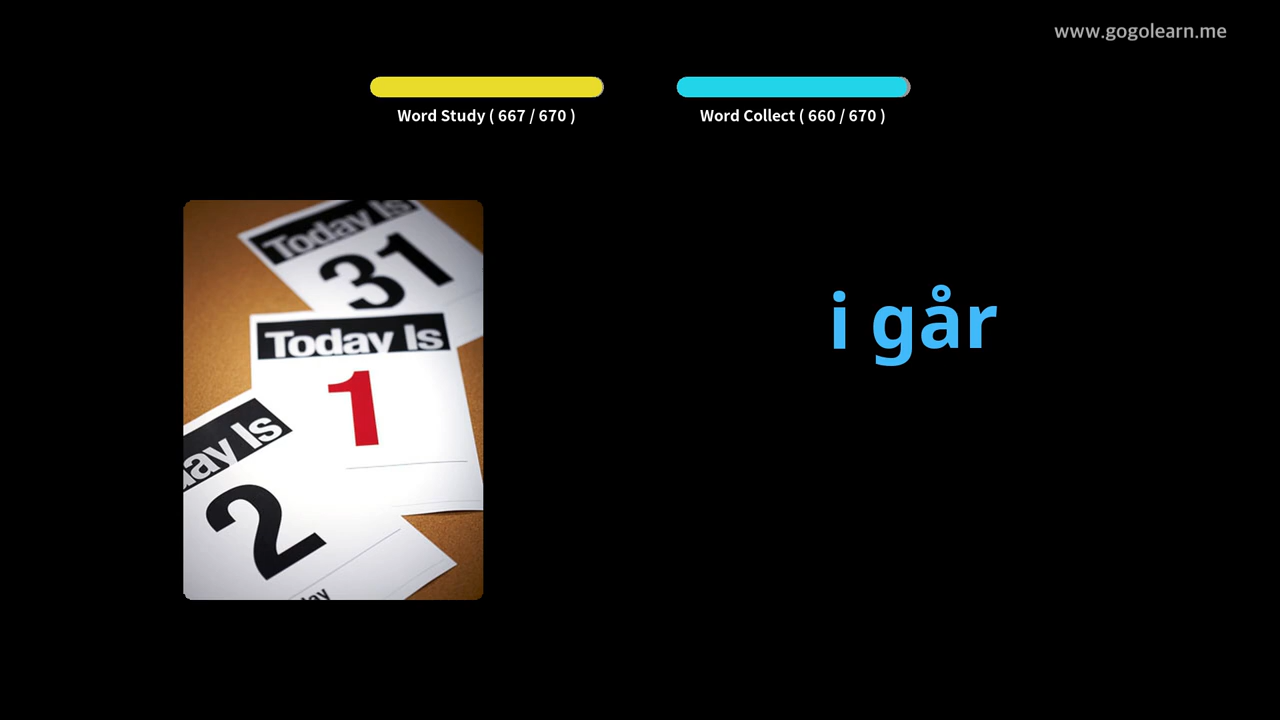 www.gogolearn.me
Word Study ( 667 / 670 )
Word Collect ( 660 / 670 )
Today Is
31
Today Is
1
i går
ay Is
2
ay